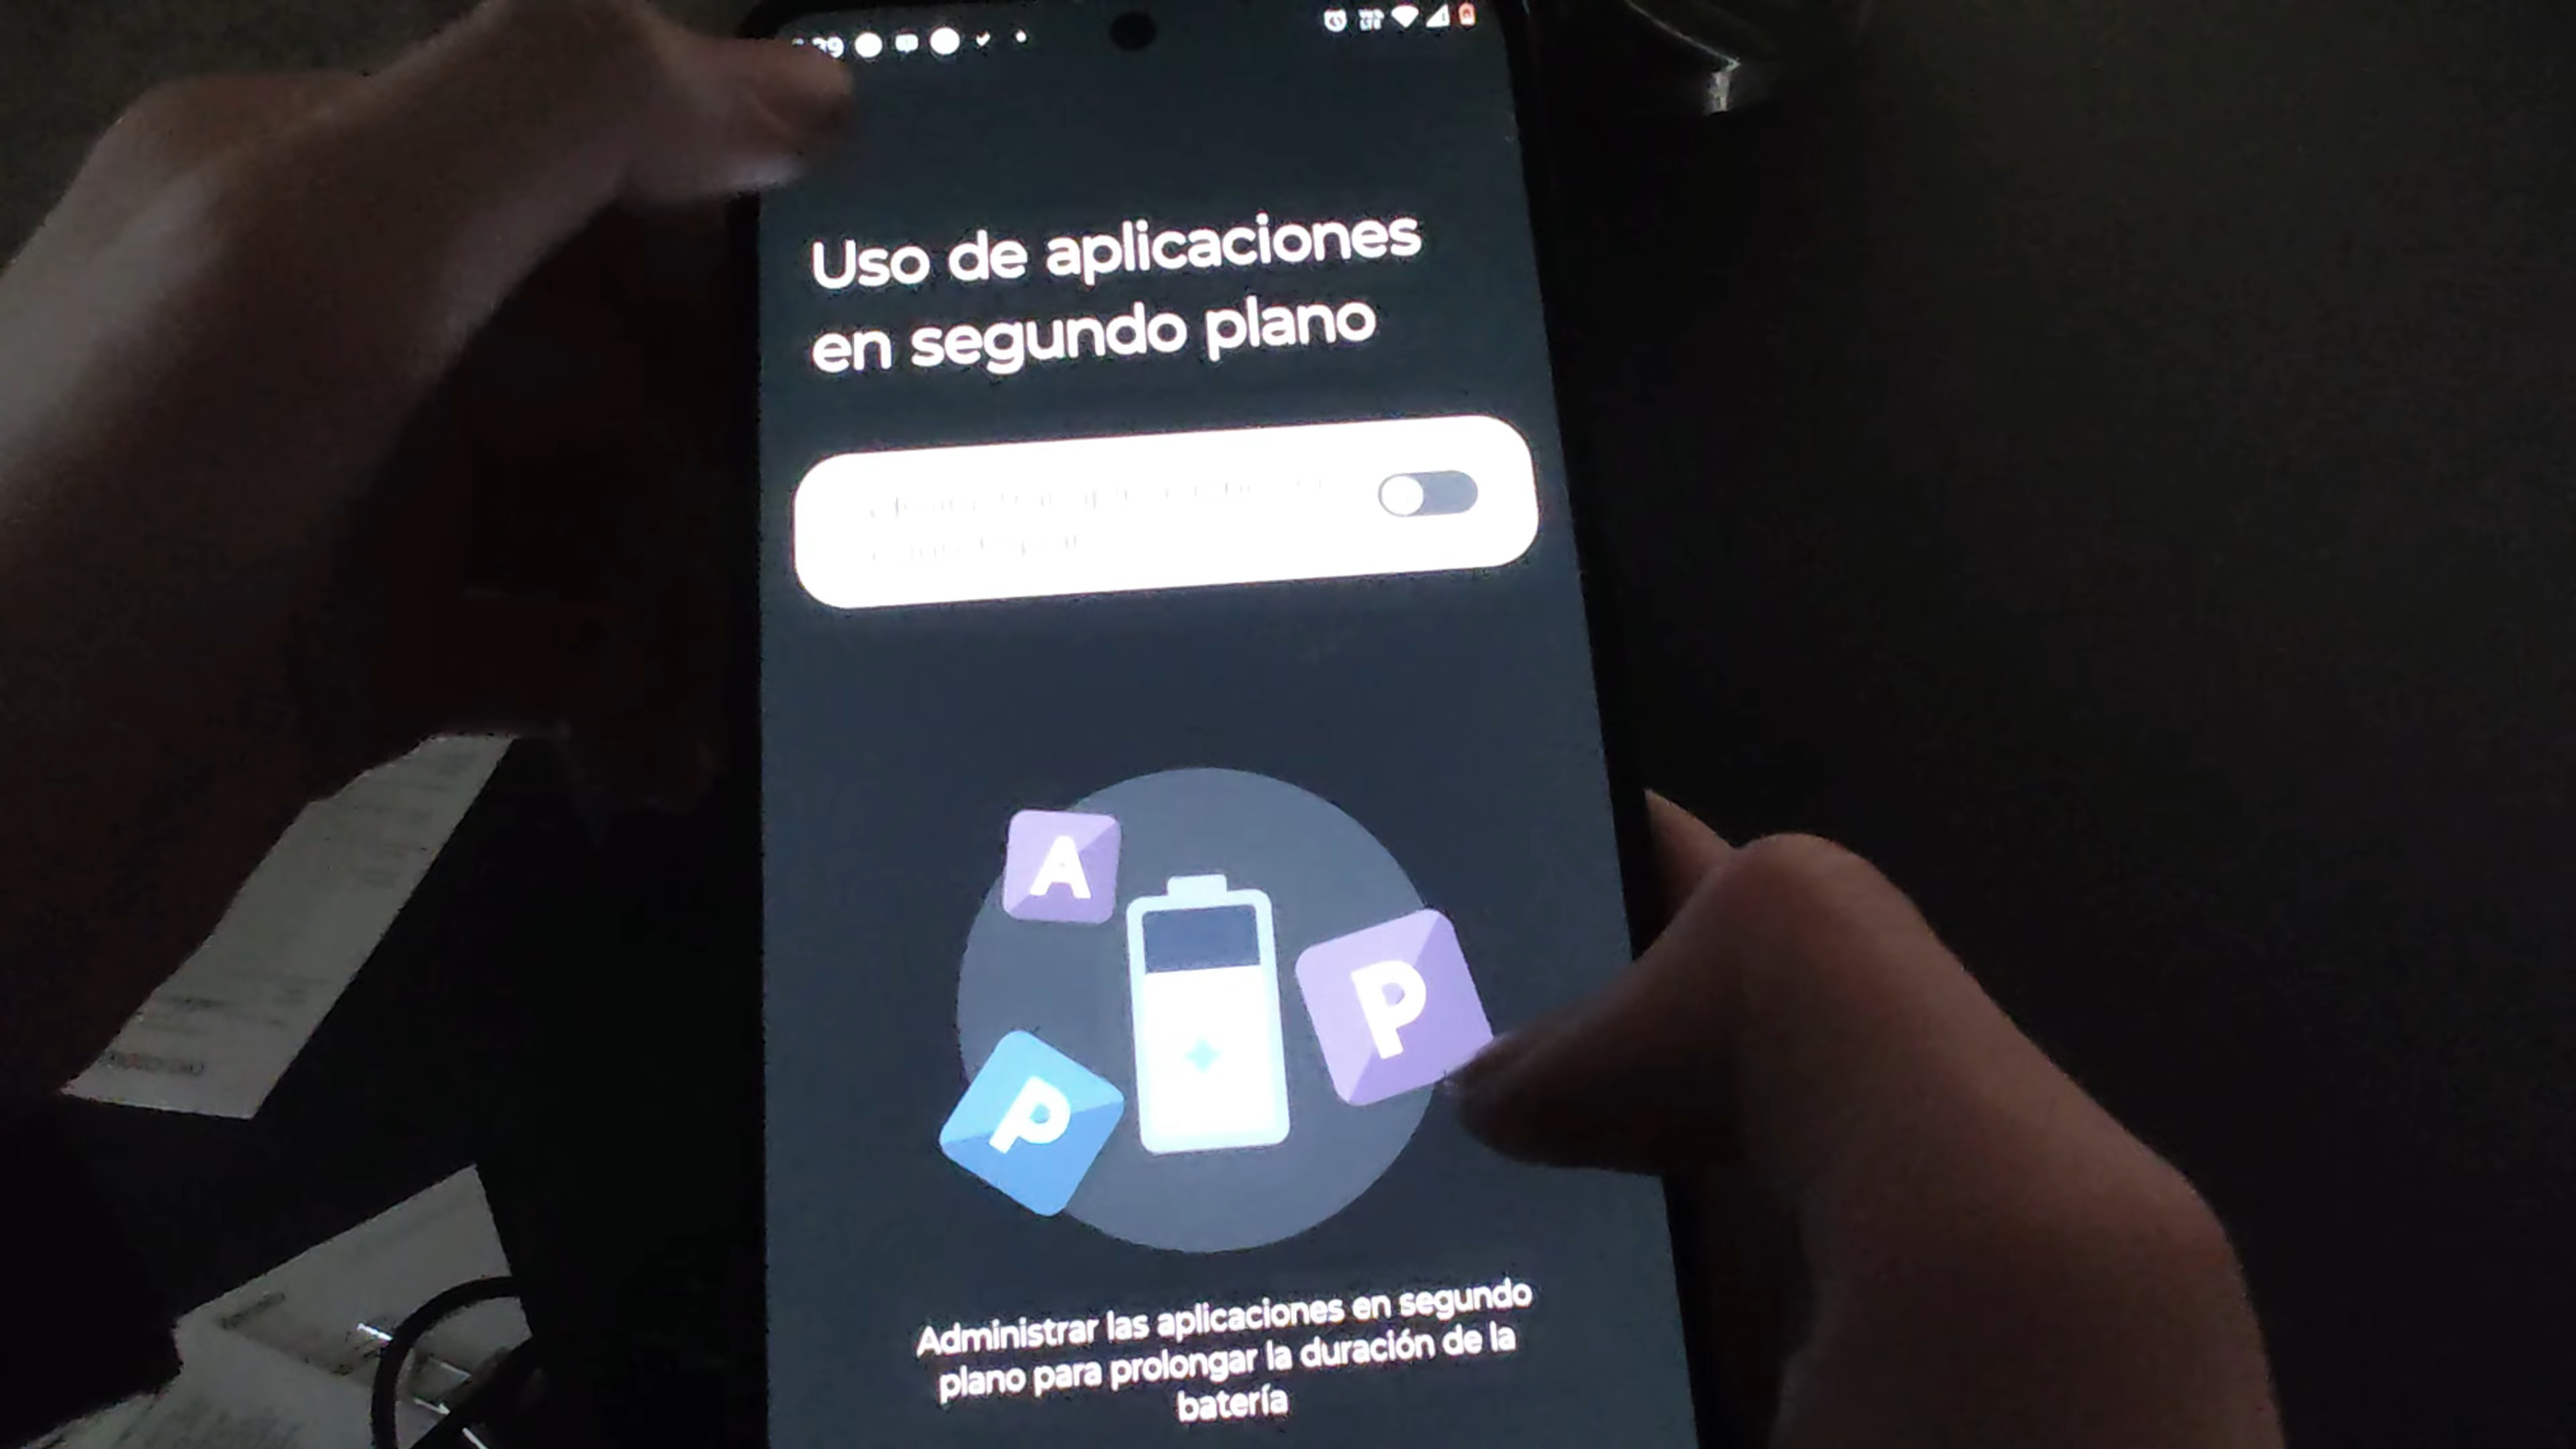 Uso de aplicaciones
en segundo plano
A
P
P
Administrar las aplicaciones en segundo
plano para prolongar la duración de la
batería